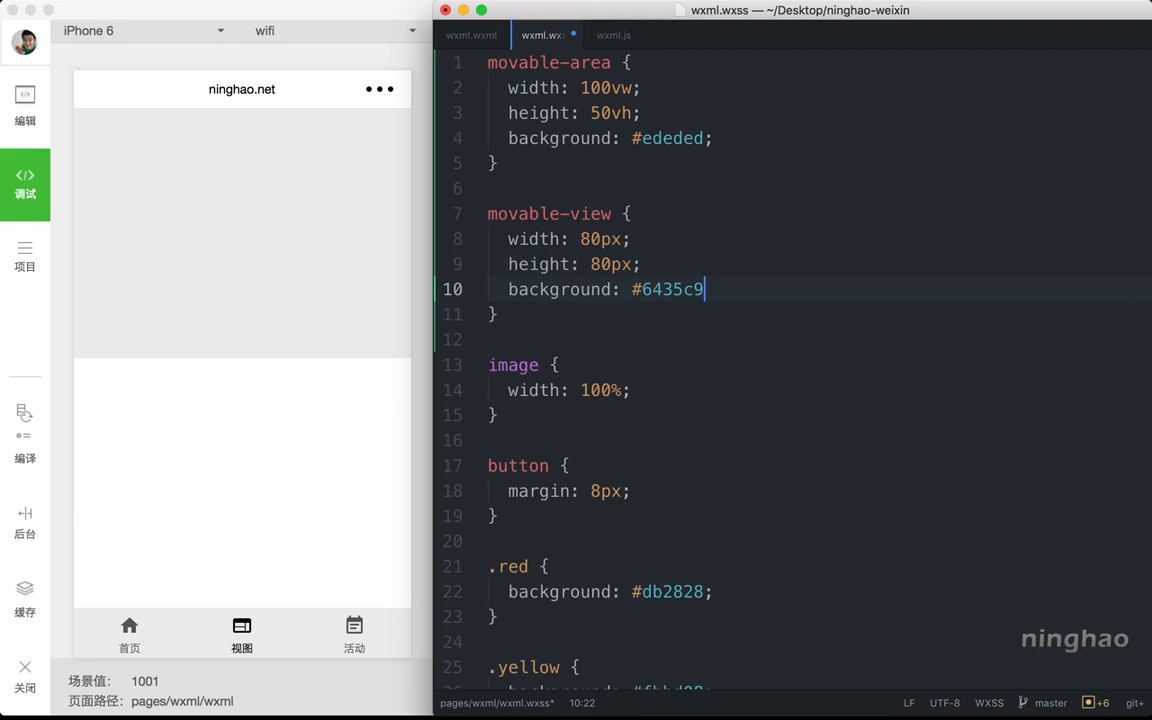 iPhone 6
wifi
ninghao.net
编辑
调试
项目
编译
后台
缓存
关闭
首页
视图
活动
场景值: 1001
页面路径: pages/wxml/wxml
wxml.wxss — ~/Desktop/ninghao-weixin
wxml.wxml
wxml.wx
wxml.js
1 movable-area {
2 width: 100vw;
3 height: 50vh;
4 background: #ededed;
5 }
6
7 movable-view {
8 width: 80px;
9 height: 80px;
10 background: #6435c9
11 }
12
13 image {
14 width: 100%;
15 }
16
17 button {
18 margin: 8px;
19 }
20
21 .red {
22 background: #db2828;
23 }
24
25 .yellow {
ninghao
pages/wxml/wxml.wxss* 10:22
LF UTF-8 WXSS master +6 git+